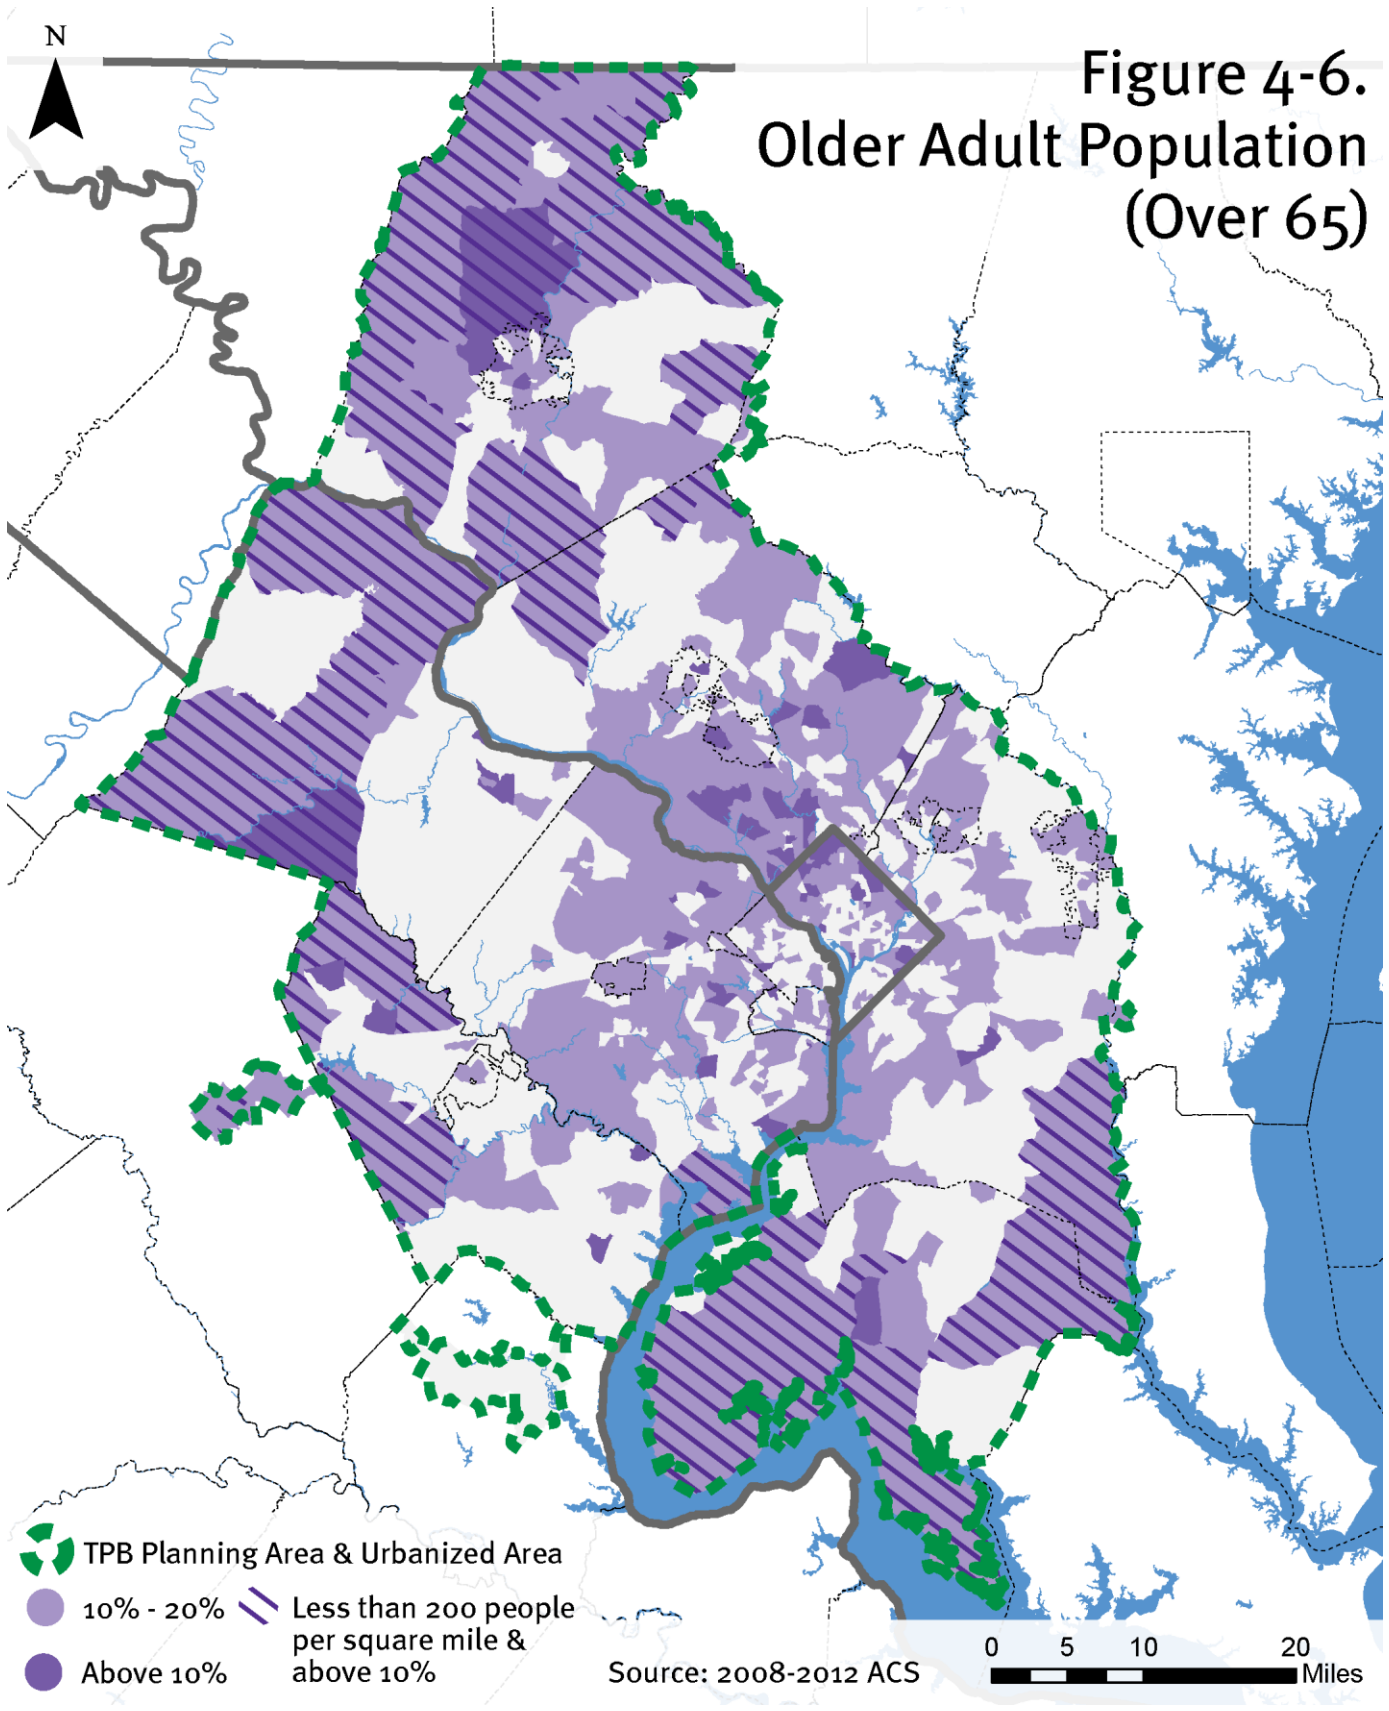 N
Figure 4-6.
Older Adult Population
(Over 65)
TPB Planning Area & Urbanized Area
10% - 20%
Less than 200 people
per square mile &
above 10%
Above 10%
Source: 2008-2012 ACS
0 5 10 20
Miles